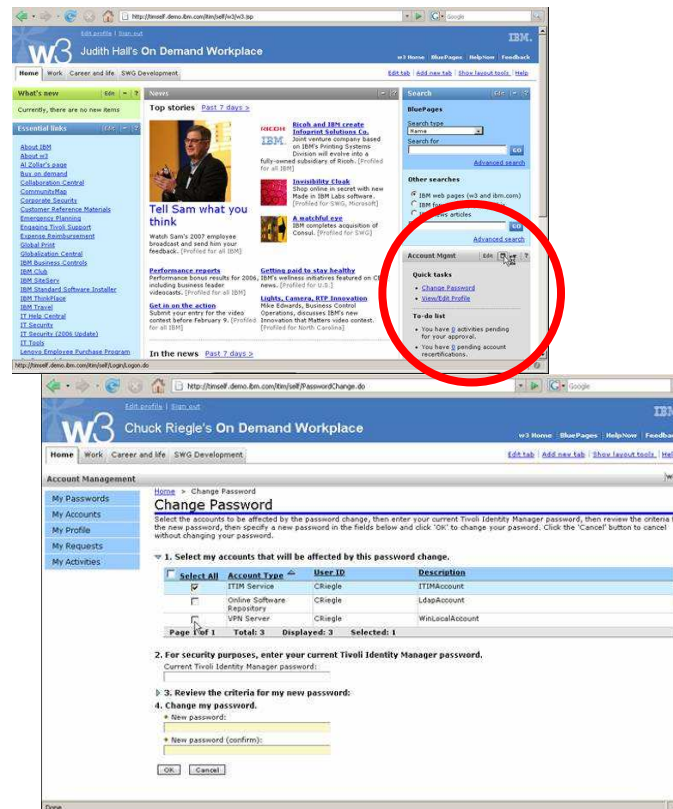 http://timself.demo.ibm.com/itim/self/w3/w3.jsp
Google
Edit profile | Sign out
IBM.
w3 Judith Hall's On Demand Workplace
w3 Home BluePages HelpNow Feedback
Home Work Career and life SWG Development
Edit tab Add new tab Show layout tools Help
What's new Edit
Currently, there are no new items
Essential links Edit
About IBM
About w3
Al Zollar's page
Bus on demand
Collaboration Central
CommunityMap
Corporate Security
Customer Reference Materials
Emergency Planning
Engaging Tivoli Support
Expense Reimbursement
Global Print
Globalization Central
IBM Business Controls
IBM Club
IBM SiteServ
IBM Standard Software Installer
IBM ThinkPlace
IBM Travel
IT Help Central
IT Security
IT Security (2006 Update)
IT Tools
Lenovo Employee Purchase Program
News
Top stories Past 7 days >
Tell Sam what you
think
Watch Sam's 2007 employee
broadcast and send him your
feedback. [Profiled for all IBM]
RICOH
IBM.
Ricoh and IBM create
Infoprint Solutions Co.
Joint venture company based
on IBM's Printing Systems
Division will evolve into a
fully-owned subsidiary of Ricoh. [Profiled
for all IBM]
Invisibility Cloak
Shop online in secret with new
Made in IBM Labs software.
[Profiled for SWG, Microsoft]
A watchful eye
IBM completes acquisition of
Consul. [Profiled for SWG]
Performance reports
Performance bonus results for 2006,
including business leader
videocasts. [Profiled for all IBM]
Get in on the action
Submit your entry for the video
contest before February 9. [Profiled
for all IBM]
Getting paid to stay healthy
IBM's wellness initiatives featured on
news. [Profiled for U.S.]
Lights, Camera, RTP Innovation
Mike Edwards, Business Control
Operations, discusses IBM's new
Innovation that Matters video contest.
[Profiled for North Carolina]
In the news Past 7 days >
Search Edit
BluePages
Search type
Name
Search for
GO
Advanced search
Other searches
IBM web pages (w3 and ibm.com)
IBM
news articles
GO
Advanced search
Account Mgmt Edit
Quick tasks
Change Password
View/Edit Profile
To-do list
You have 0 activities pending
for your approval.
You have 0 pending account
recertifications.
http://timself.demo.ibm.com/itim/self/Login/Logon.do
http://timself.demo.ibm.com/itim/self/PasswordChange.do
Google
Edit profile | Sign out
w3 Chuck Riegle's On Demand Workplace
w3 Home BluePages HelpNow
Home Work Career and life SWG Development
Edit tab Add new tab Show layout tools
Account Management
My Passwords
My Accounts
My Profile
My Requests
My Activities
Home > Change Password
Change Password
Select the accounts to be affected by the password change, then enter your current Tivoli Identity Manager password, then review the criteria
the new password, then specify a new password in the fields below and click 'OK' to change your pasword. Click the 'Cancel' button to cancel
without changing your password.
1. Select my accounts that will be affected by this password change.
Select All Account Type User ID Description
ITIM Service CRiegle ITIMAccount
Online Software Repository CRiegle LdapAccount
VPN Server CRiegle WinLocalAccount
Page 1 of 1 Total: 3 Displayed: 3 Selected: 1
2. For security purposes, enter your current Tivoli Identity Manager password.
Current Tivoli Identity Manager password:
3. Review the criteria for my new password:
4. Change my password.
* New password:
* New password (confirm):
OK Cancel
Done